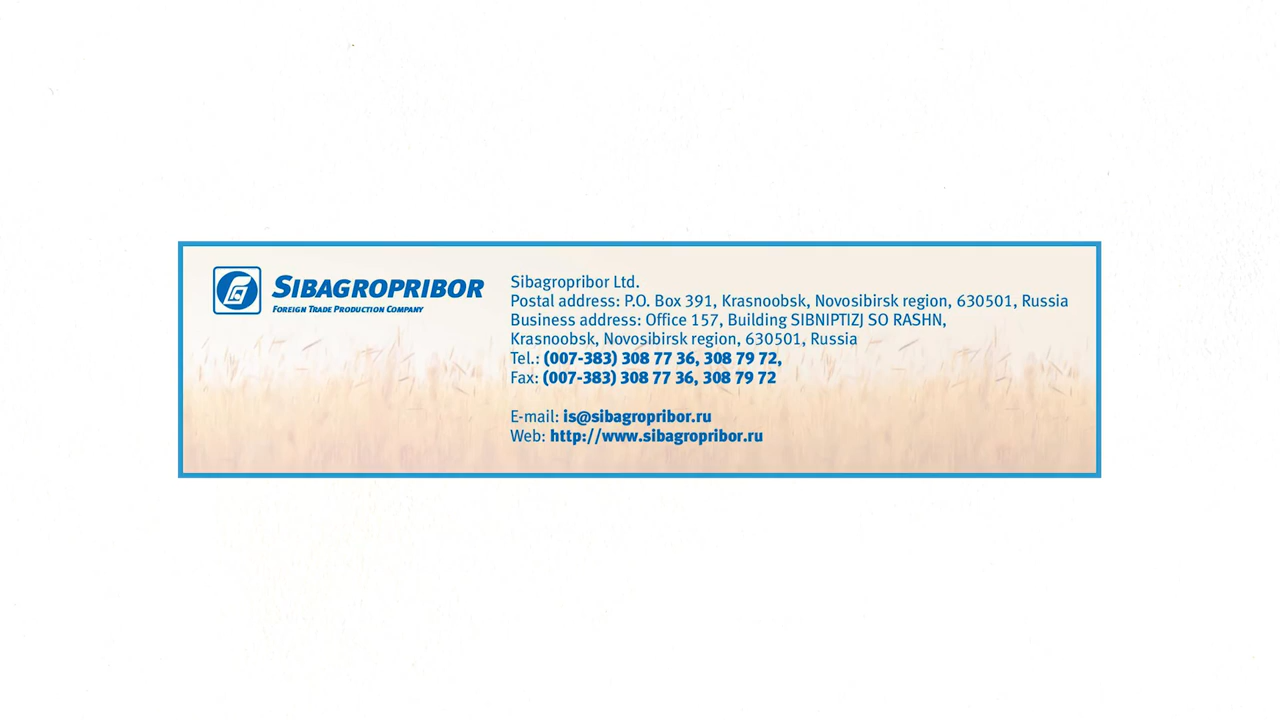 SIBAGROPRIBOR
FOREIGN TRADE PRODUCTION COMPANY
Sibagropribor Ltd.
Postal address: P.O. Box 391, Krasnoobsk, Novosibirsk region, 630501, Russia
Business address: Office 157, Building SIBNIPTIZJ SO RASHN,
Krasnoobsk, Novosibirsk region, 630501, Russia
Tel.: (007-383) 308 77 36, 308 79 72,
Fax: (007-383) 308 77 36, 308 79 72
E-mail: is@sibagropribor.ru
Web: http://www.sibagropribor.ru